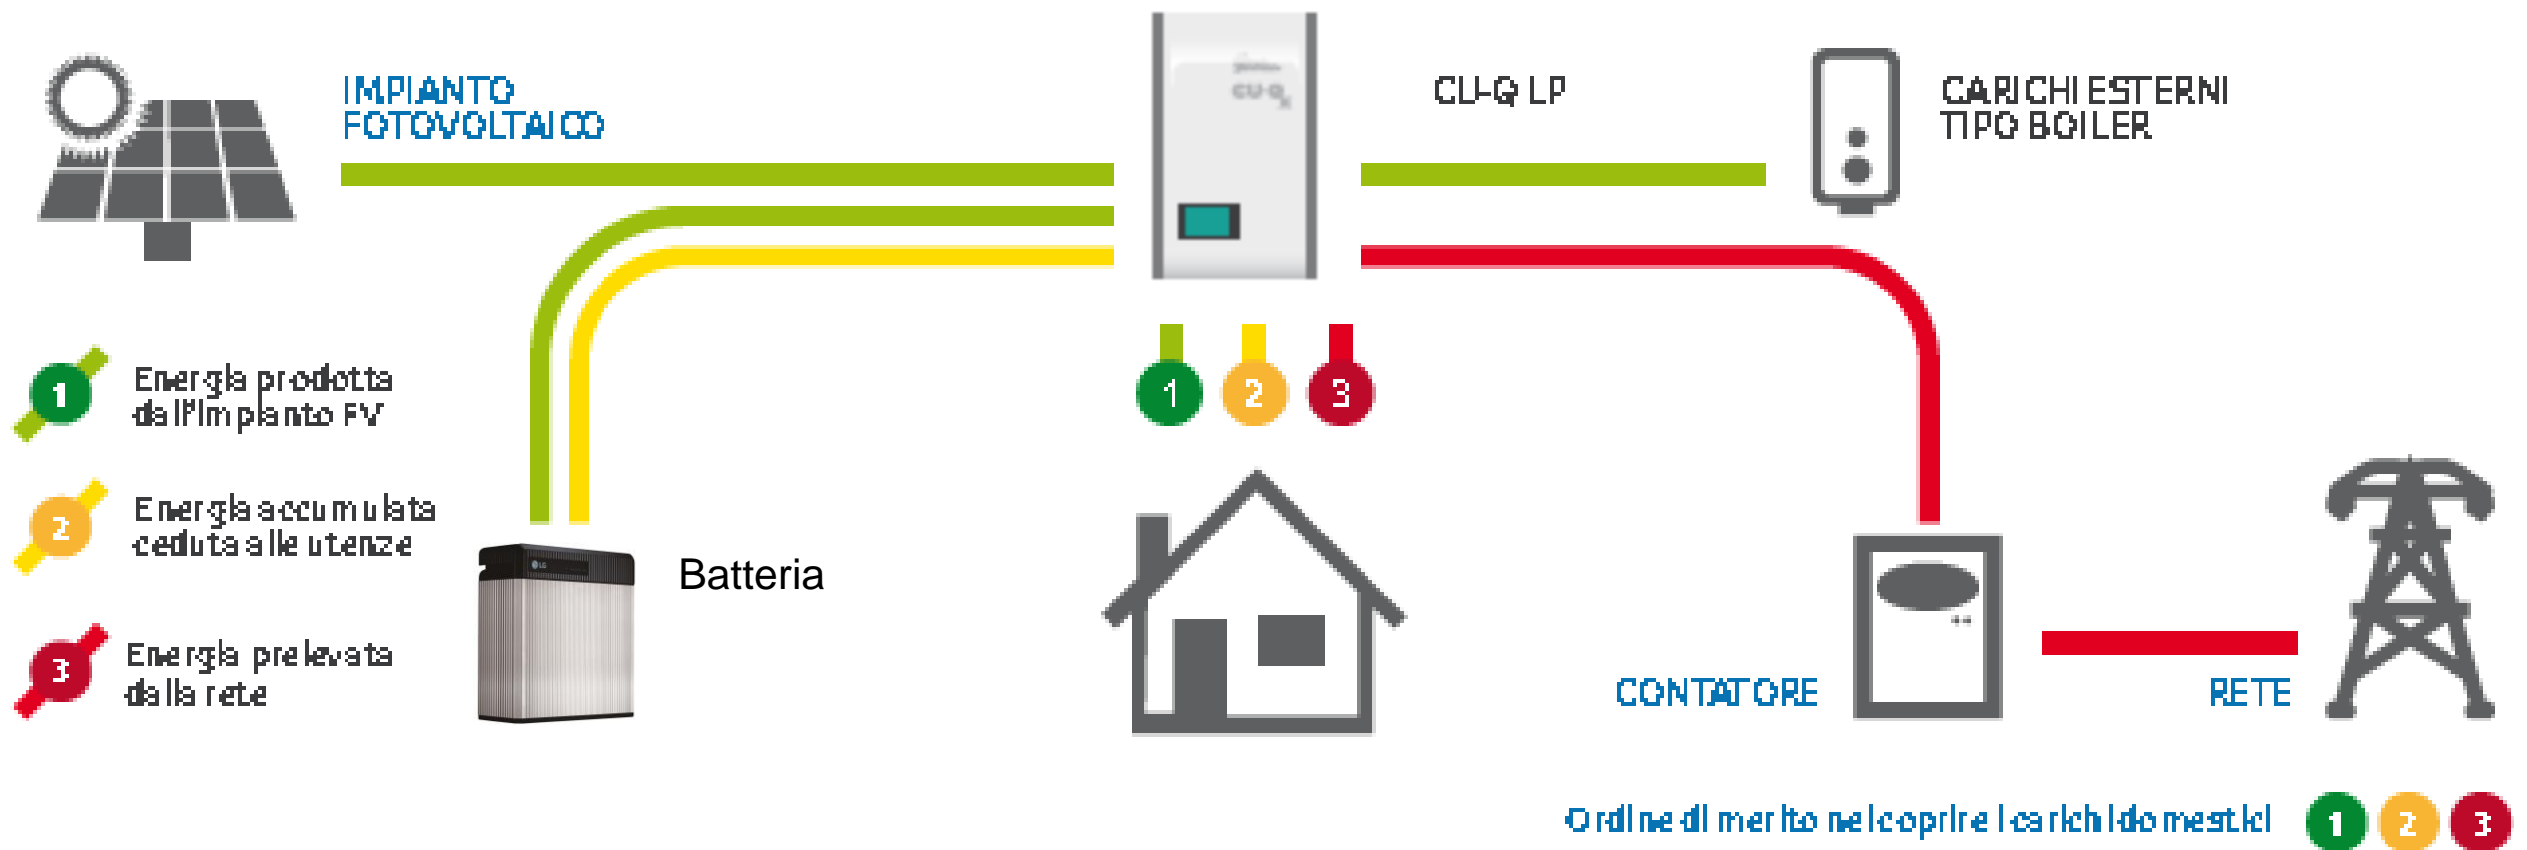 IMPIANTO
FOTOVOLTAICO
CU-Q
CU-Q LP
CARICHI ESTERNI
TIPO BOILER
1
Energia prodotta
dall'impianto FV
1 2 3
2
Energia accumulata
ceduta alle utenze
LG
Batteria
3
Energia prelevata
dalla rete
CONTATORE
RETE
Ordine di merito nel coprire i carichi domestici 1 2 3